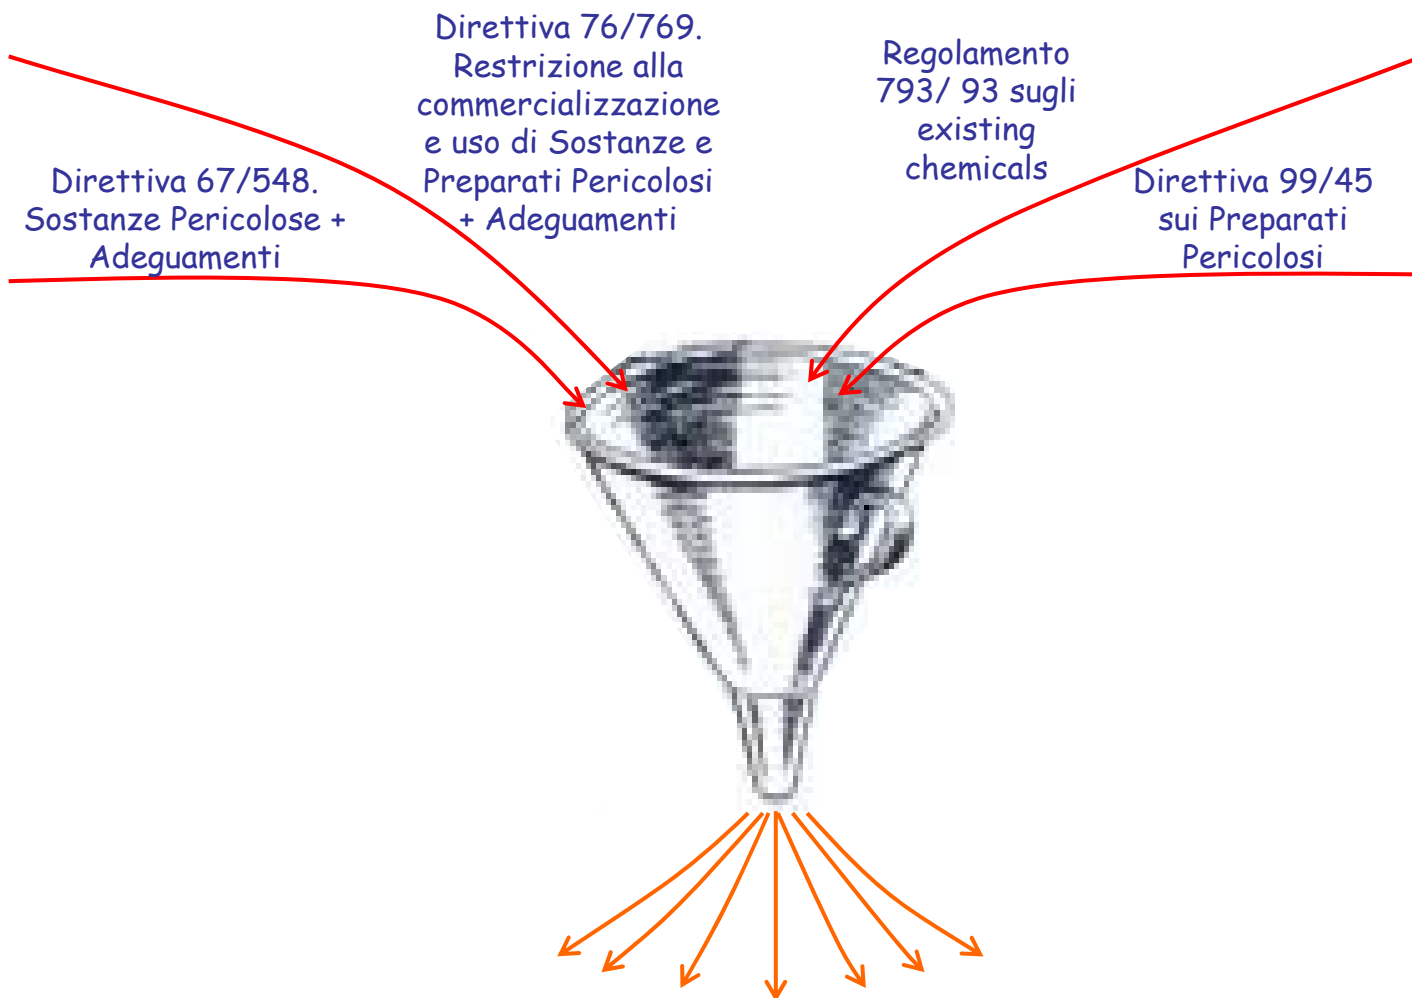 Direttiva 67/548.
Sostanze Pericolose +
Adeguamenti
Direttiva 76/769.
Restrizione alla
commercializzazione
e uso di Sostanze e
Preparati Pericolosi
+ Adeguamenti
Regolamento
793/ 93 sugli
existing
chemicals
Direttiva 99/45
sui Preparati
Pericolosi